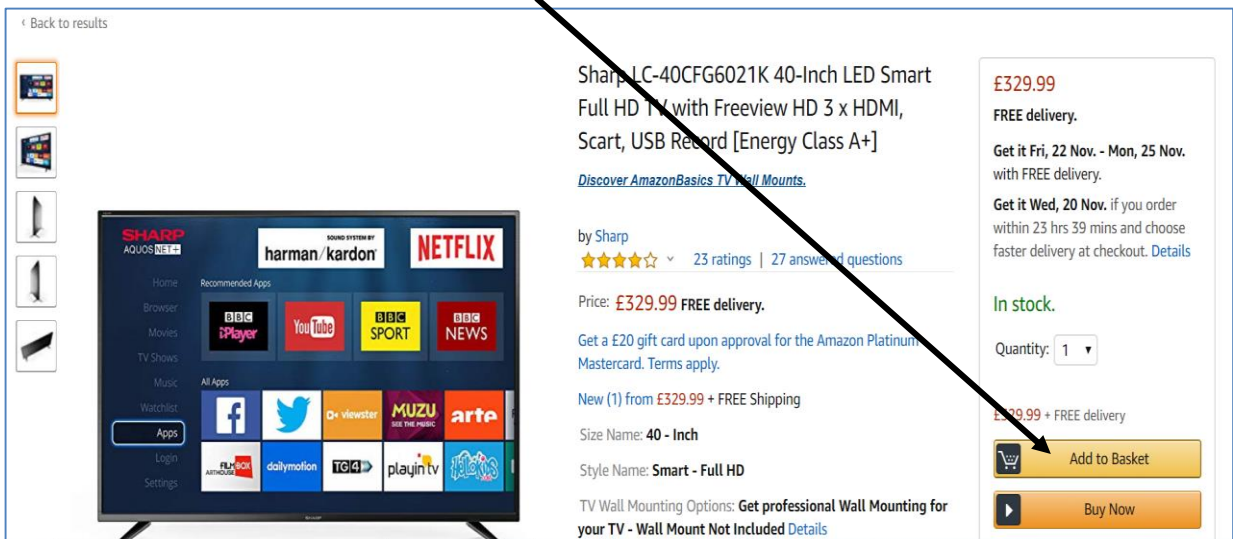 ‹ Back to results
Sharp LC-40CFG6021K 40-Inch LED Smart
Full HD TV with Freeview HD 3 x HDMI,
Scart, USB Record [Energy Class A+]
Discover AmazonBasics TV Wall Mounts.
by Sharp
23 ratings | 27 answered questions
Price: £329.99 FREE delivery.
Get a £20 gift card upon approval for the Amazon Platinum
Mastercard. Terms apply.
New (1) from £329.99 + FREE Shipping
Size Name: 40 - Inch
Style Name: Smart - Full HD
TV Wall Mounting Options: Get professional Wall Mounting for
your TV - Wall Mount Not Included Details
£329.99
FREE delivery.
Get it Fri, 22 Nov. - Mon, 25 Nov.
with FREE delivery.
Get it Wed, 20 Nov. if you order
within 23 hrs 39 mins and choose
faster delivery at checkout. Details
In stock.
Quantity: 1
£329.99 + FREE delivery
Add to Basket
Buy Now
SHARP
AQUOS NET+
SOUND SYSTEM BY
harman/kardon
NETFLIX
Home
Browser
Movies
TV Shows
Music
Watchlist
Apps
Login
Settings
Recommended Apps
BBC
iPlayer
YouTube
BBC
SPORT
BBC
NEWS
All Apps
viewster
MUZU
SEE THE MUSIC
arte
FILMBOX
ARTHOUSE
dailymotion
TG4
playin'tv